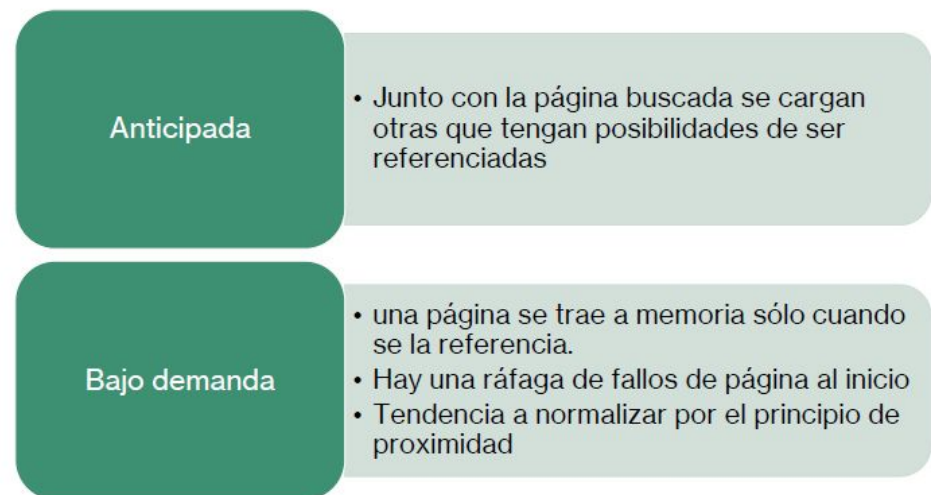 Anticipada
• Junto con la página buscada se cargan
otras que tengan posibilidades de ser
referenciadas
Bajo demanda
• una página se trae a memoria sólo cuando
se la referencia.
• Hay una ráfaga de fallos de página al inicio
• Tendencia a normalizar por el principio de
proximidad